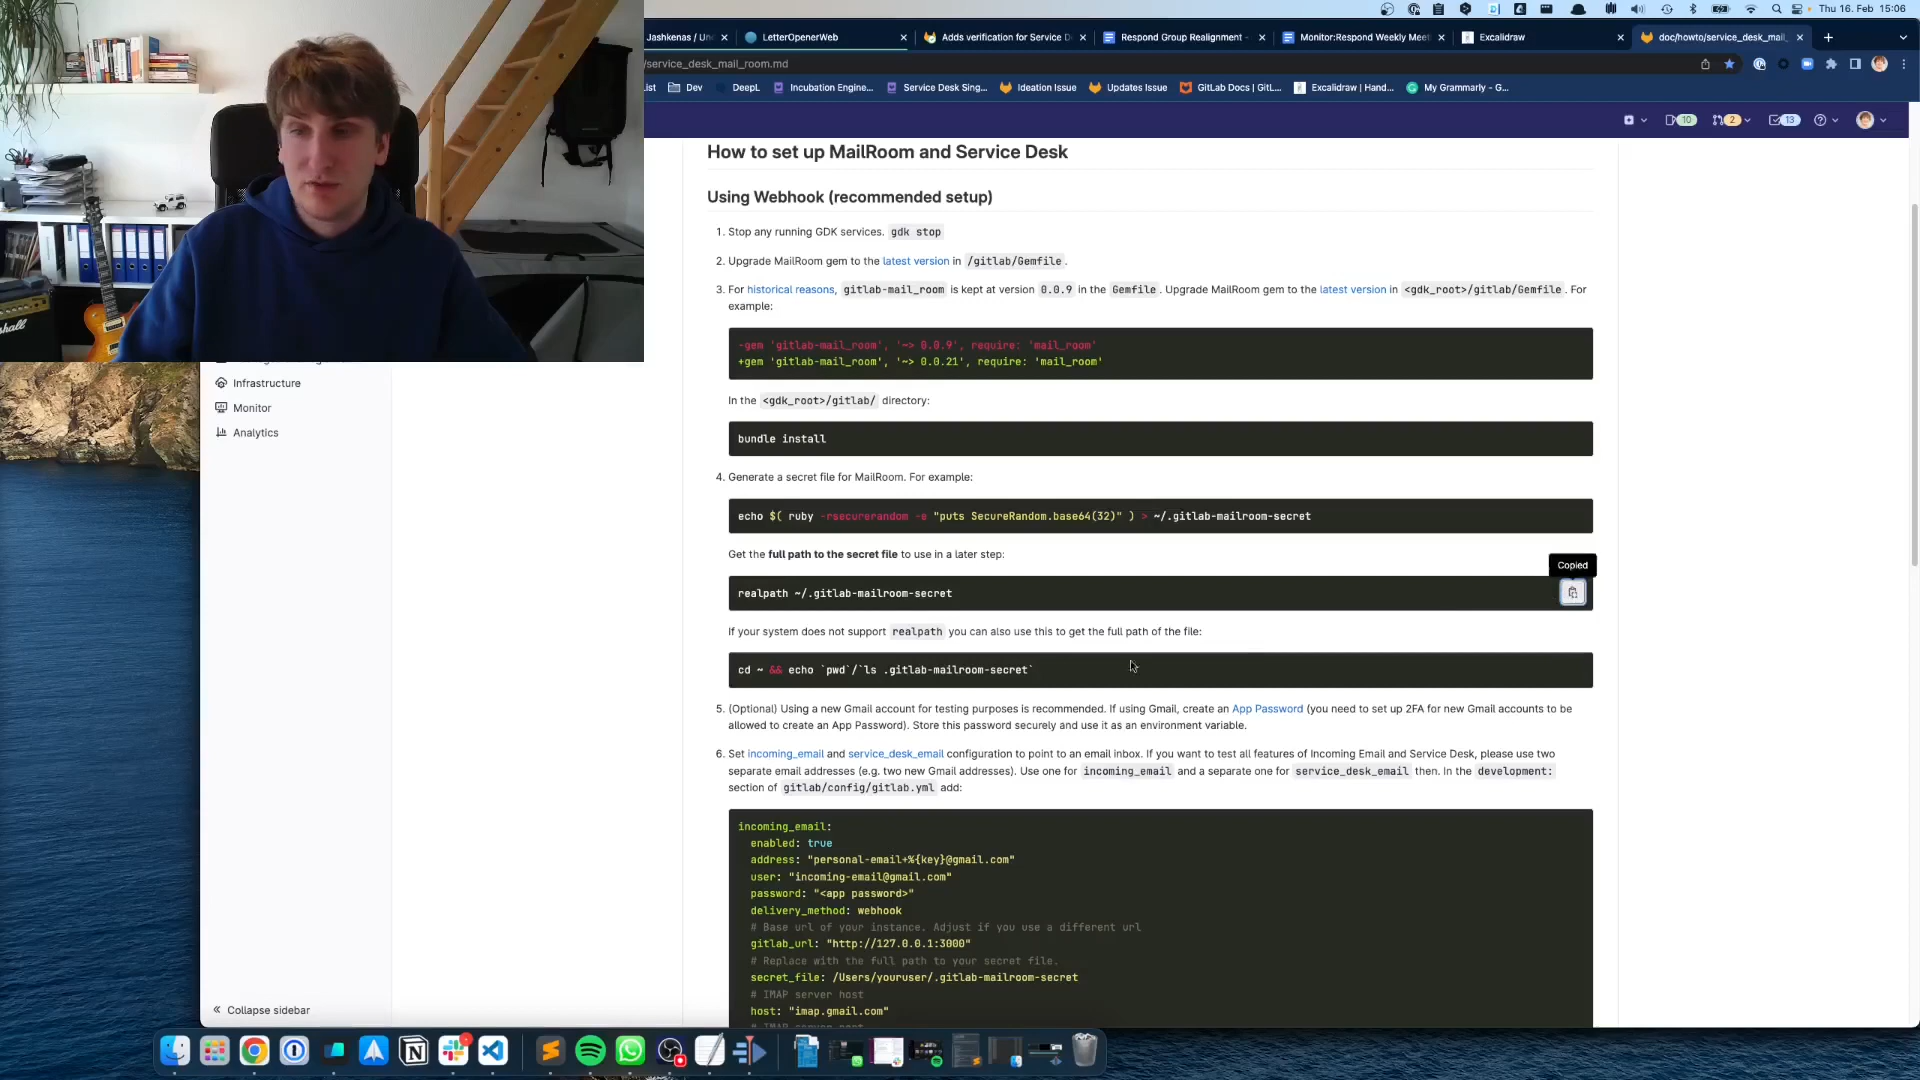 Thu 16. Feb 15:06
Jashkenas / Un
LetterOpenerWeb
Adds verification for Service D
Respond Group Realignment -
Monitor:Respond Weekly Meet
Excalidraw
doc/howto/service_desk_mail_
/service_desk_mail_room.md
ist
Dev
DeepL
Incubation Engine...
Service Desk Sing...
Ideation Issue
Updates Issue
GitLab Docs | GitL...
Excalidraw | Hand...
My Grammarly - G...
10
2
13
How to set up MailRoom and Service Desk
Using Webhook (recommended setup)
1. Stop any running GDK services. gdk stop
2. Upgrade MailRoom gem to the latest version in /gitlab/Gemfile.
3. For historical reasons, gitlab-mail_room is kept at version 0.0.9 in the Gemfile. Upgrade MailRoom gem to the latest version in <gdk_root>/gitlab/Gemfile. For
example:
-gem 'gitlab-mail_room', '~> 0.0.9', require: 'mail_room'
+gem 'gitlab-mail_room', '~> 0.0.21', require: 'mail_room'
In the <gdk_root>/gitlab/ directory:
bundle install
4. Generate a secret file for MailRoom. For example:
echo $( ruby -rsecurerandom -e "puts SecureRandom.base64(32)" ) > ~/.gitlab-mailroom-secret
Get the full path to the secret file to use in a later step:
Copied
realpath ~/.gitlab-mailroom-secret
If your system does not support realpath you can also use this to get the full path of the file:
cd ~ && echo `pwd`/`ls .gitlab-mailroom-secret`
5. (Optional) Using a new Gmail account for testing purposes is recommended. If using Gmail, create an App Password (you need to set up 2FA for new Gmail accounts to be
allowed to create an App Password). Store this password securely and use it as an environment variable.
6. Set incoming_email and service_desk_email configuration to point to an email inbox. If you want to test all features of Incoming Email and Service Desk, please use two
separate email addresses (e.g. two new Gmail addresses). Use one for incoming_email and a separate one for service_desk_email then. In the development:
section of gitlab/config/gitlab.yml add:
incoming_email:
enabled: true
address: "personal-email+%{key}@gmail.com"
user: "incoming-email@gmail.com"
password: "<app password>"
delivery_method: webhook
# Base url of your instance. Adjust if you use a different url
gitlab_url: "http://127.0.0.1:3000"
# Replace with the full path to your secret file.
secret_file: /Users/youruser/.gitlab-mailroom-secret
# IMAP server host
host: "imap.gmail.com"
Infrastructure
Monitor
Analytics
Collapse sidebar